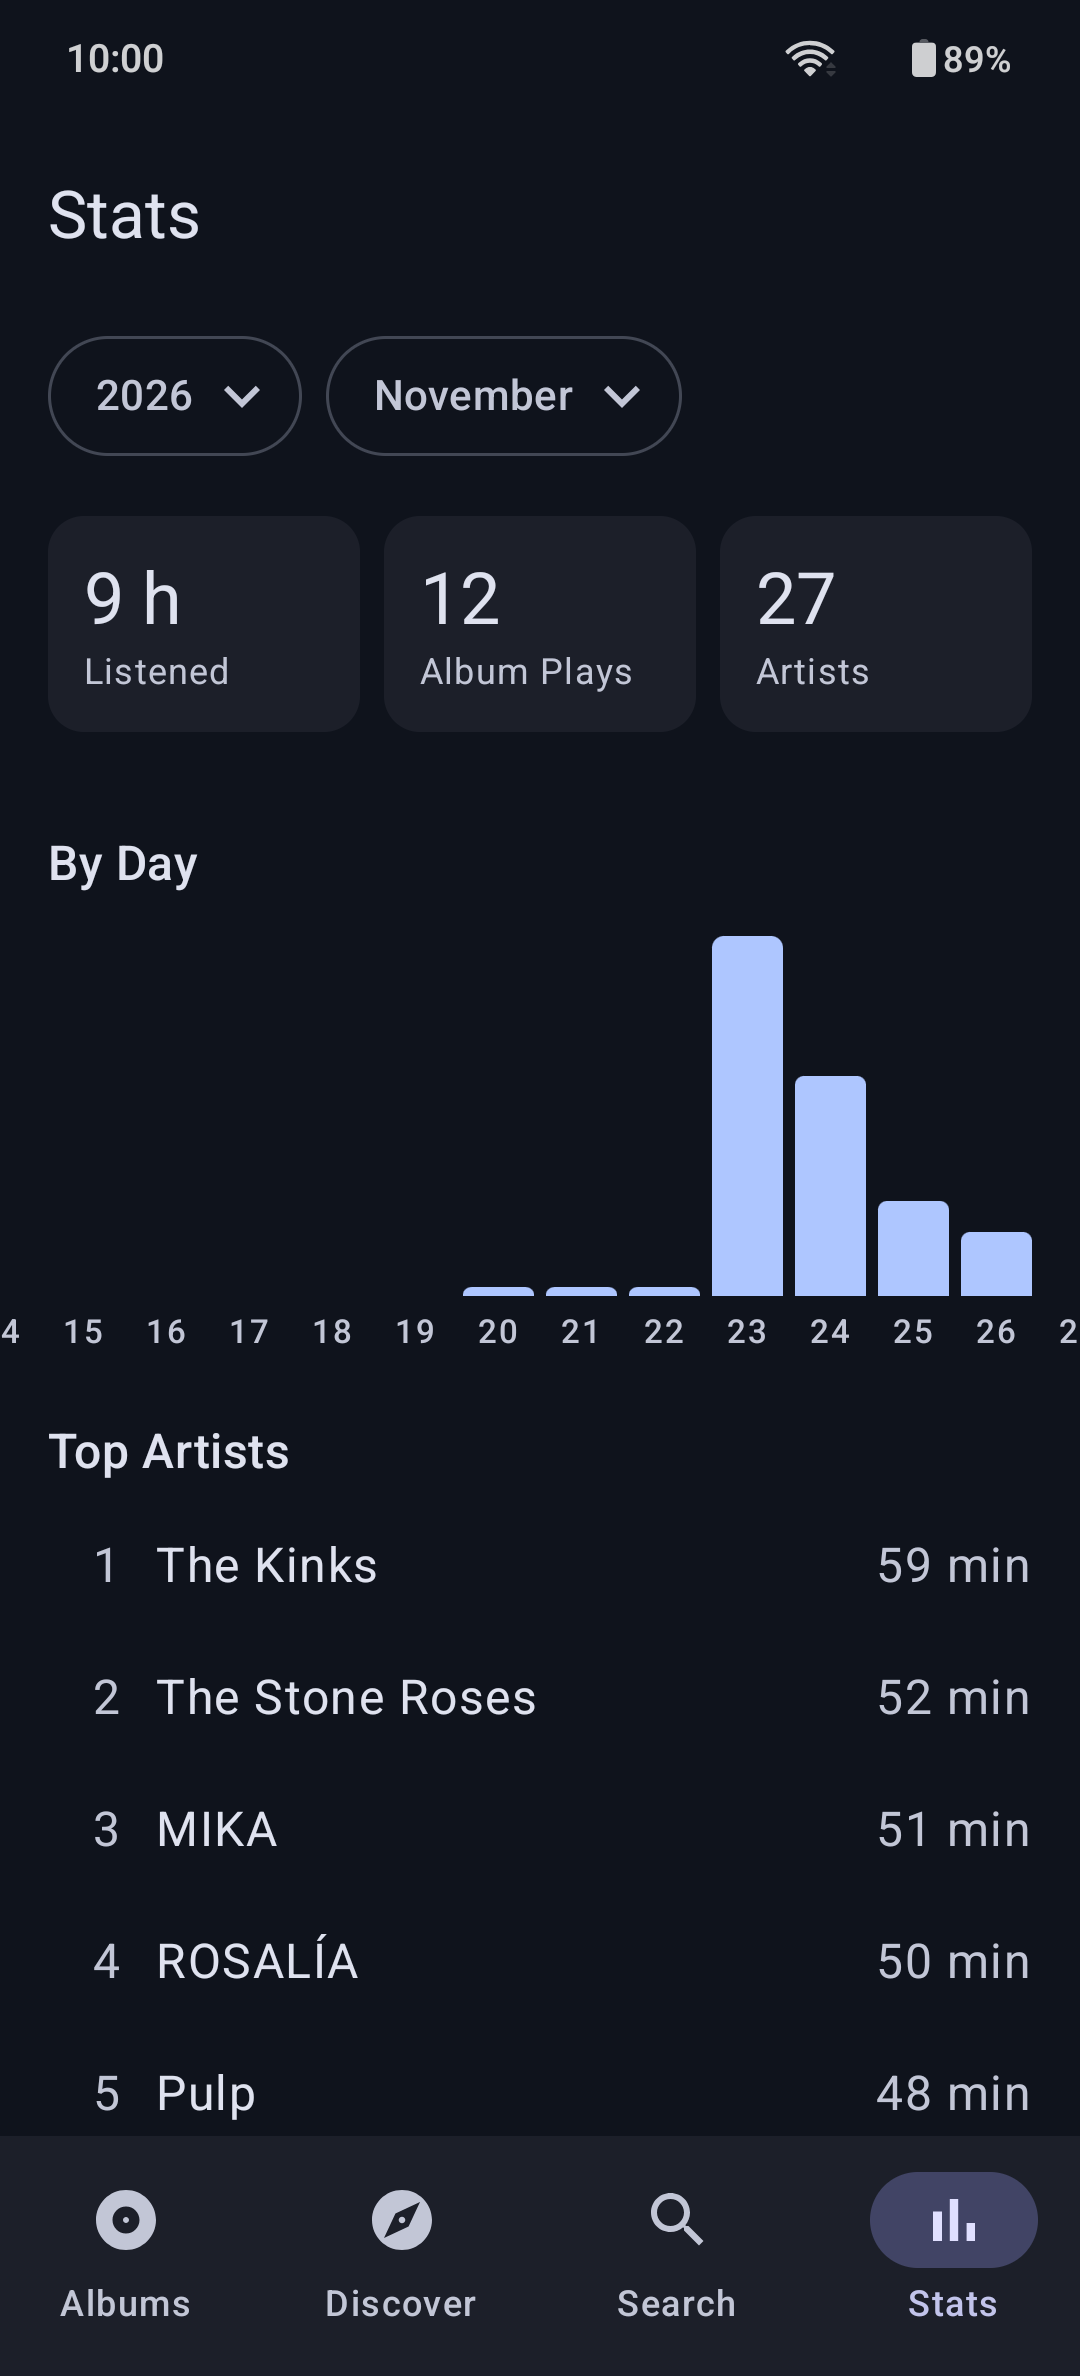 10:00
89%
Stats
2026
November
9 h
12
27
Listened
Album Plays
Artists
By Day
4 15 16 17 18 19 20 21 22 23 24 25 26 2
Top Artists
1 The Kinks 59 min
2 The Stone Roses 52 min
3 MIKA 51 min
4 ROSALÍA 50 min
5 Pulp 48 min
Albums Discover Search Stats